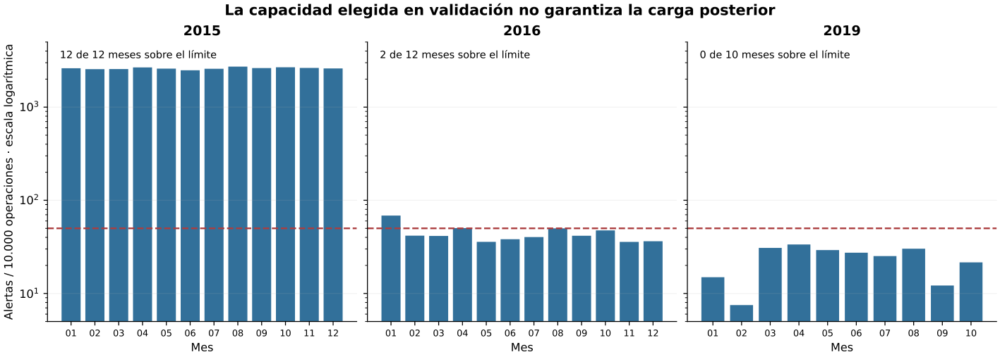 La capacidad elegida en validación no garantiza la carga posterior
2015
2016
2019
12 de 12 meses sobre el límite
2 de 12 meses sobre el límite
0 de 10 meses sobre el límite
Alertas / 10.000 operaciones · escala logarítmica
10³
10²
10¹
01 02 03 04 05 06 07 08 09 10 11 12
01 02 03 04 05 06 07 08 09 10 11 12
01 02 03 04 05 06 07 08 09 10
Mes
Mes
Mes